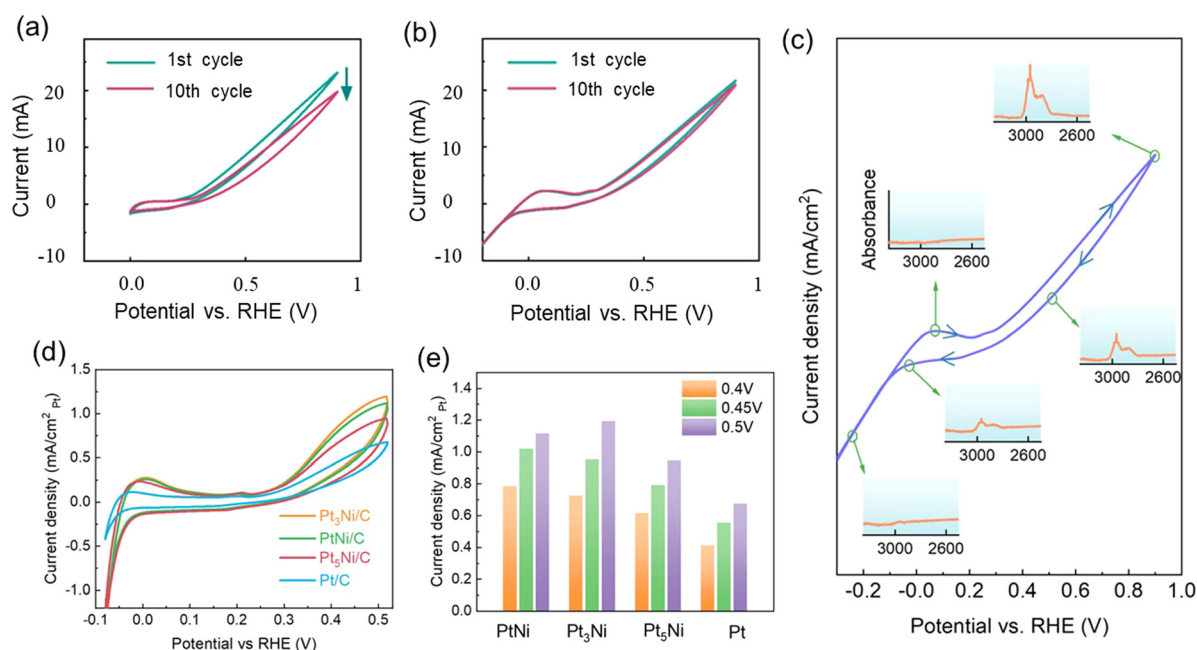 (a)
1st cycle
10th cycle
Current (mA)
20
10
0
-10
0.0
0.5
1
Potential vs. RHE (V)
(b)
1st cycle
10th cycle
Current (mA)
20
10
0
-10
0.0
0.5
1
Potential vs. RHE (V)
(c)
Current density (mA/cm²)
3000 2600
Absorbance
3000 2600
3000 2600
3000 2600
3000 2600
-0.2 0.0 0.2 0.4 0.6 0.8 1.0
Potential vs. RHE (V)
(d)
Current density (mA/cm² Pt)
1.5
1.0
0.5
0.0
-0.5
-1.0
Pt₃Ni/C
PtNi/C
Pt₅Ni/C
Pt/C
-0.1 0.0 0.1 0.2 0.3 0.4 0.5
Potential vs RHE (V)
(e)
Current density (mA/cm² Pt)
1.4
1.2
1.0
0.8
0.6
0.4
0.2
0.0
0.4V
0.45V
0.5V
PtNi Pt₃Ni Pt₅Ni Pt